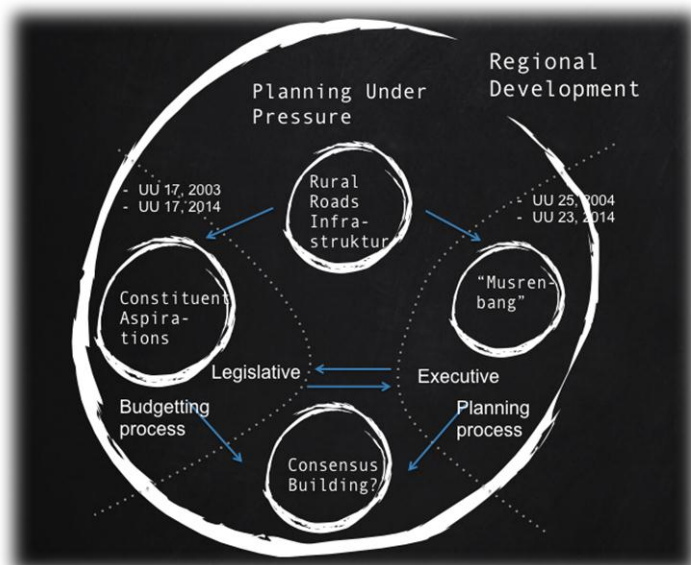 Regional
Development
Planning Under
Pressure
- UU 17, 2003
- UU 17, 2014
Rural
Roads
Infra-
struktur
- UU 25, 2004
- UU 23, 2014
Constituent
Aspira-
tions
"Musren-
bang"
Legislative
Executive
Budgetting
process
Planning
process
Consensus
Building?